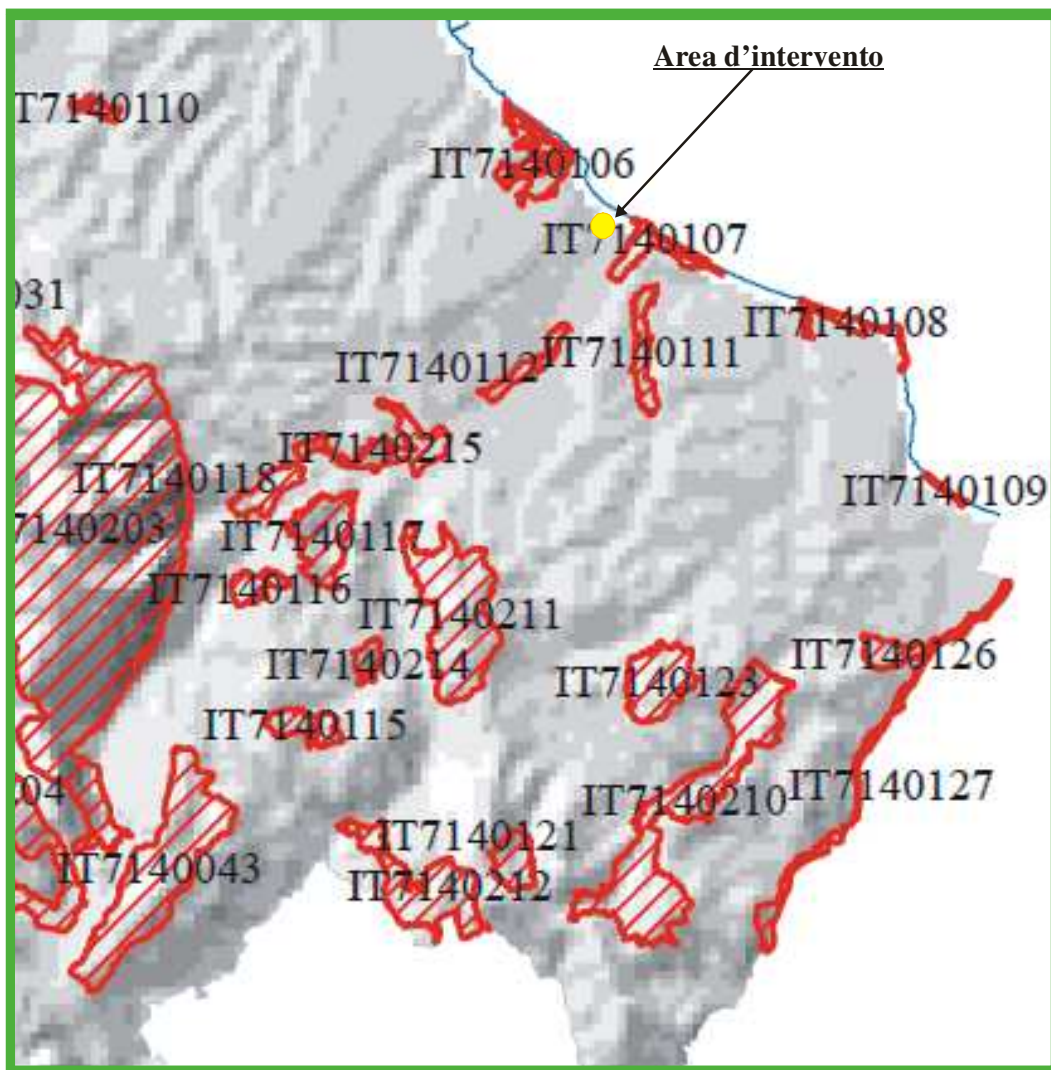 Area d’intervento
IT7140110
IT7140106
IT7140107
031
IT7140108
IT7140112
IT7140111
IT7140215
IT7140118
IT7140109
7140203
IT7140117
IT7140116
IT7140211
IT7140214
IT7140123
IT7140126
IT7140115
04
IT7140210
IT7140127
IT7140121
IT7140043
IT7140212